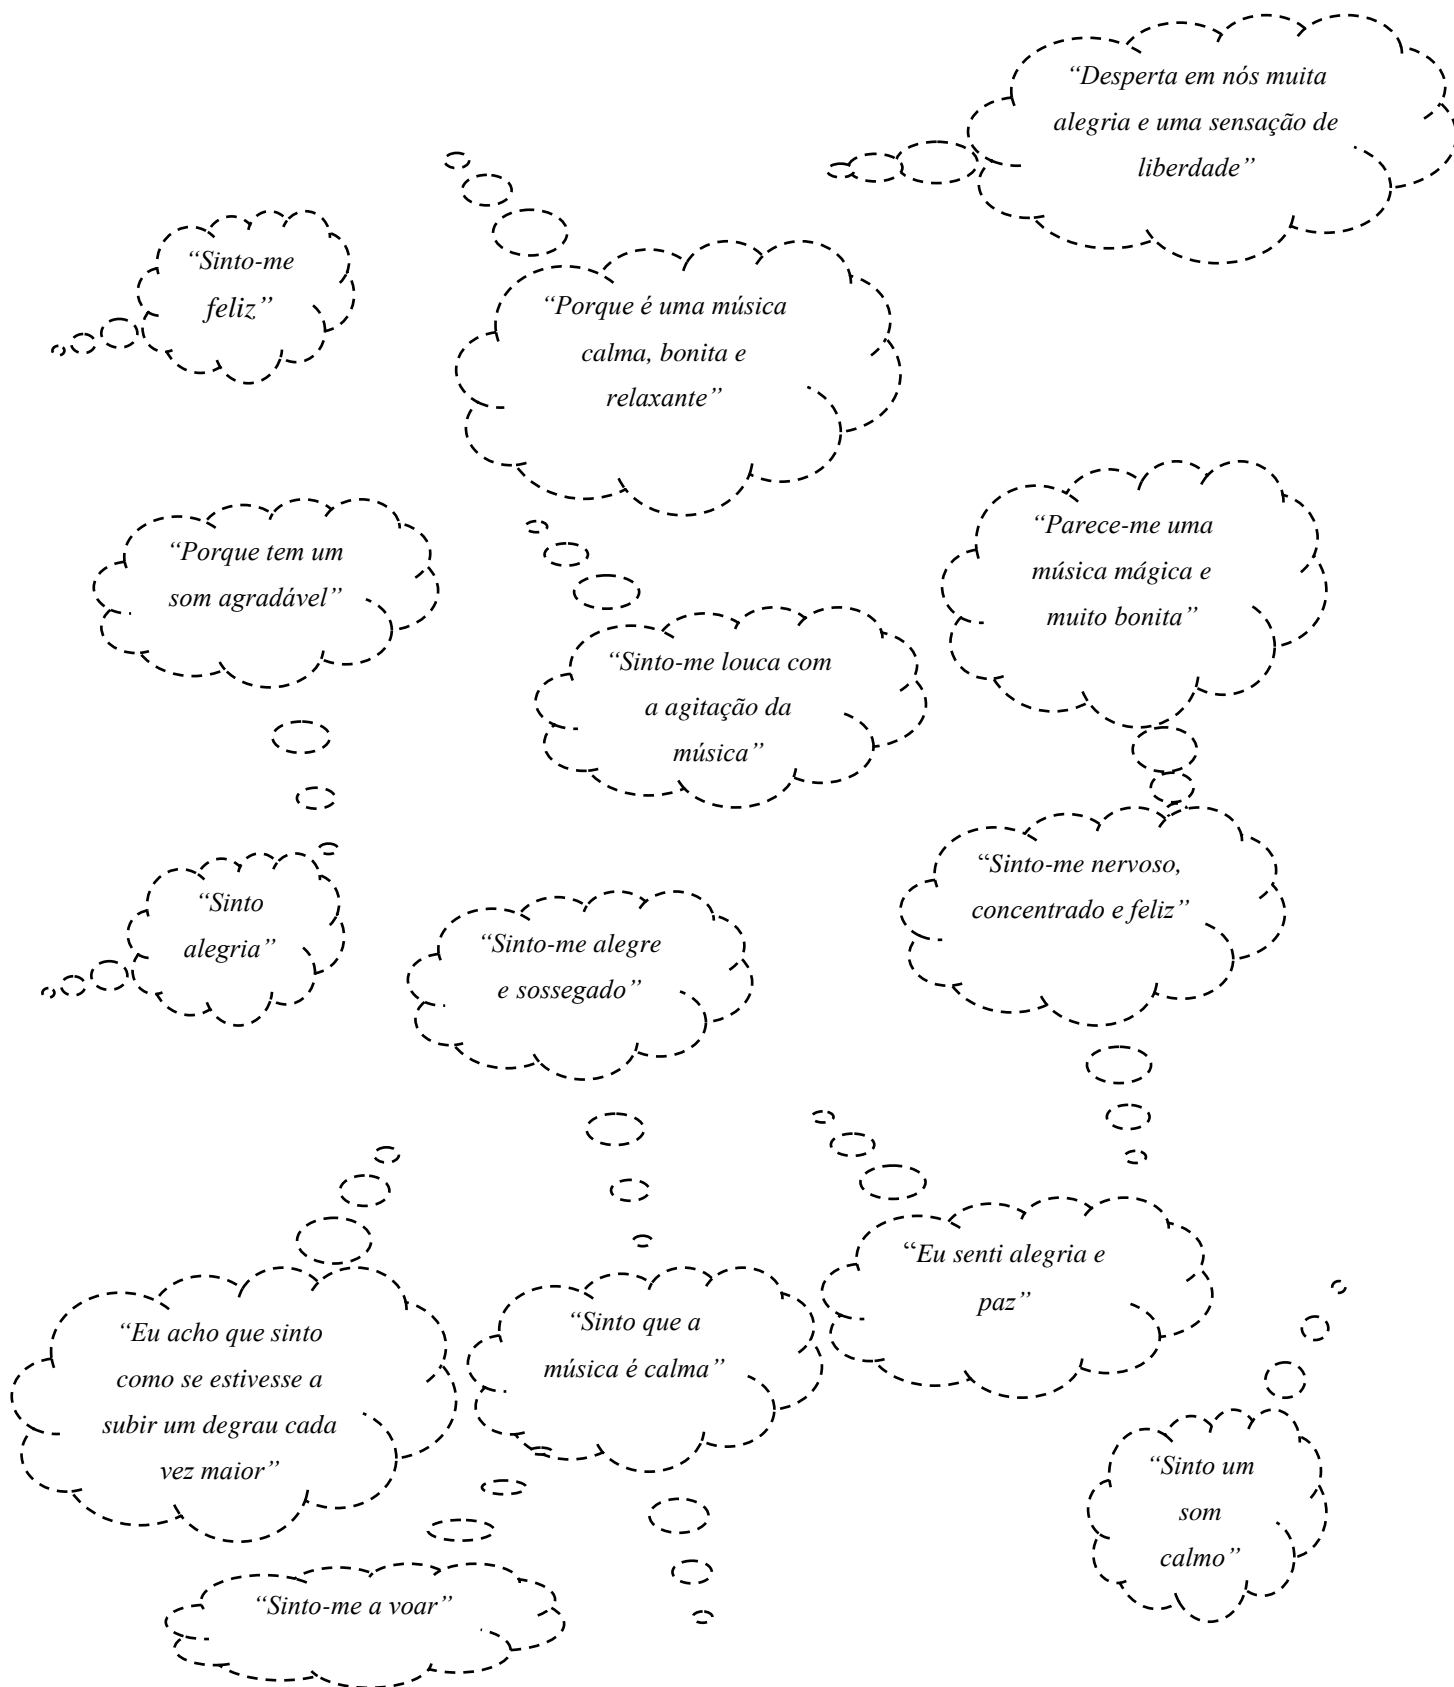 “Desperta em nós muita
alegria e uma sensação de
liberdade”
“Sinto-me
feliz”
“Porque é uma música
calma, bonita e
relaxante”
“Porque tem um
som agradável”
“Parece-me uma
música mágica e
muito bonita”
“Sinto-me louca com
a agitação da
música”
“Sinto
alegria”
“Sinto-me alegre
e sossegado”
“Sinto-me nervoso,
concentrado e feliz”
“Eu senti alegria e
paz”
“Eu acho que sinto
como se estivesse a
subir um degrau cada
vez maior”
“Sinto que a
música é calma”
“Sinto um
som
calmo”
“Sinto-me a voar”